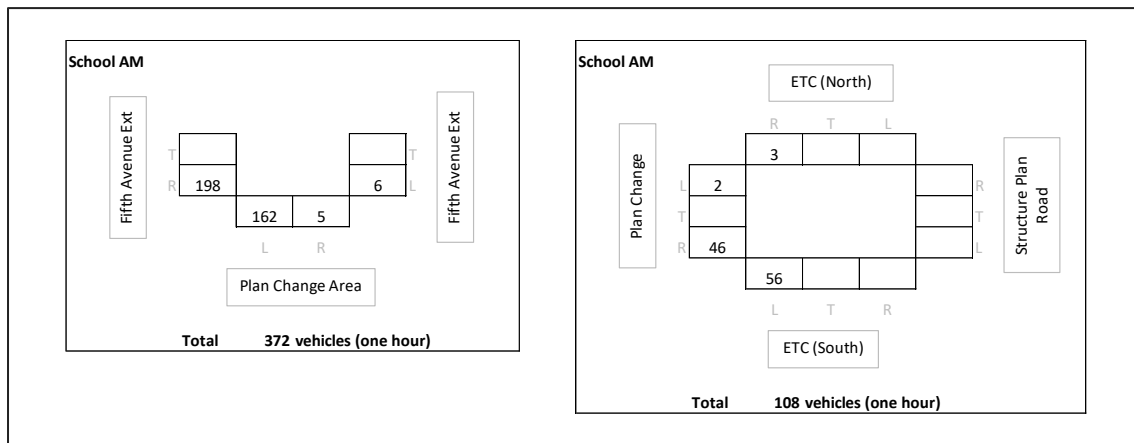 School AM
Fifth Avenue Ext
Fifth Avenue Ext
T
T
R 198
6 L
162 5
L R
Plan Change Area
Total 372 vehicles (one hour)
School AM
ETC (North)
R T L
3
Plan Change
L 2
R
T
T
R 46
L
Structure Plan
Road
56
L T R
ETC (South)
Total 108 vehicles (one hour)